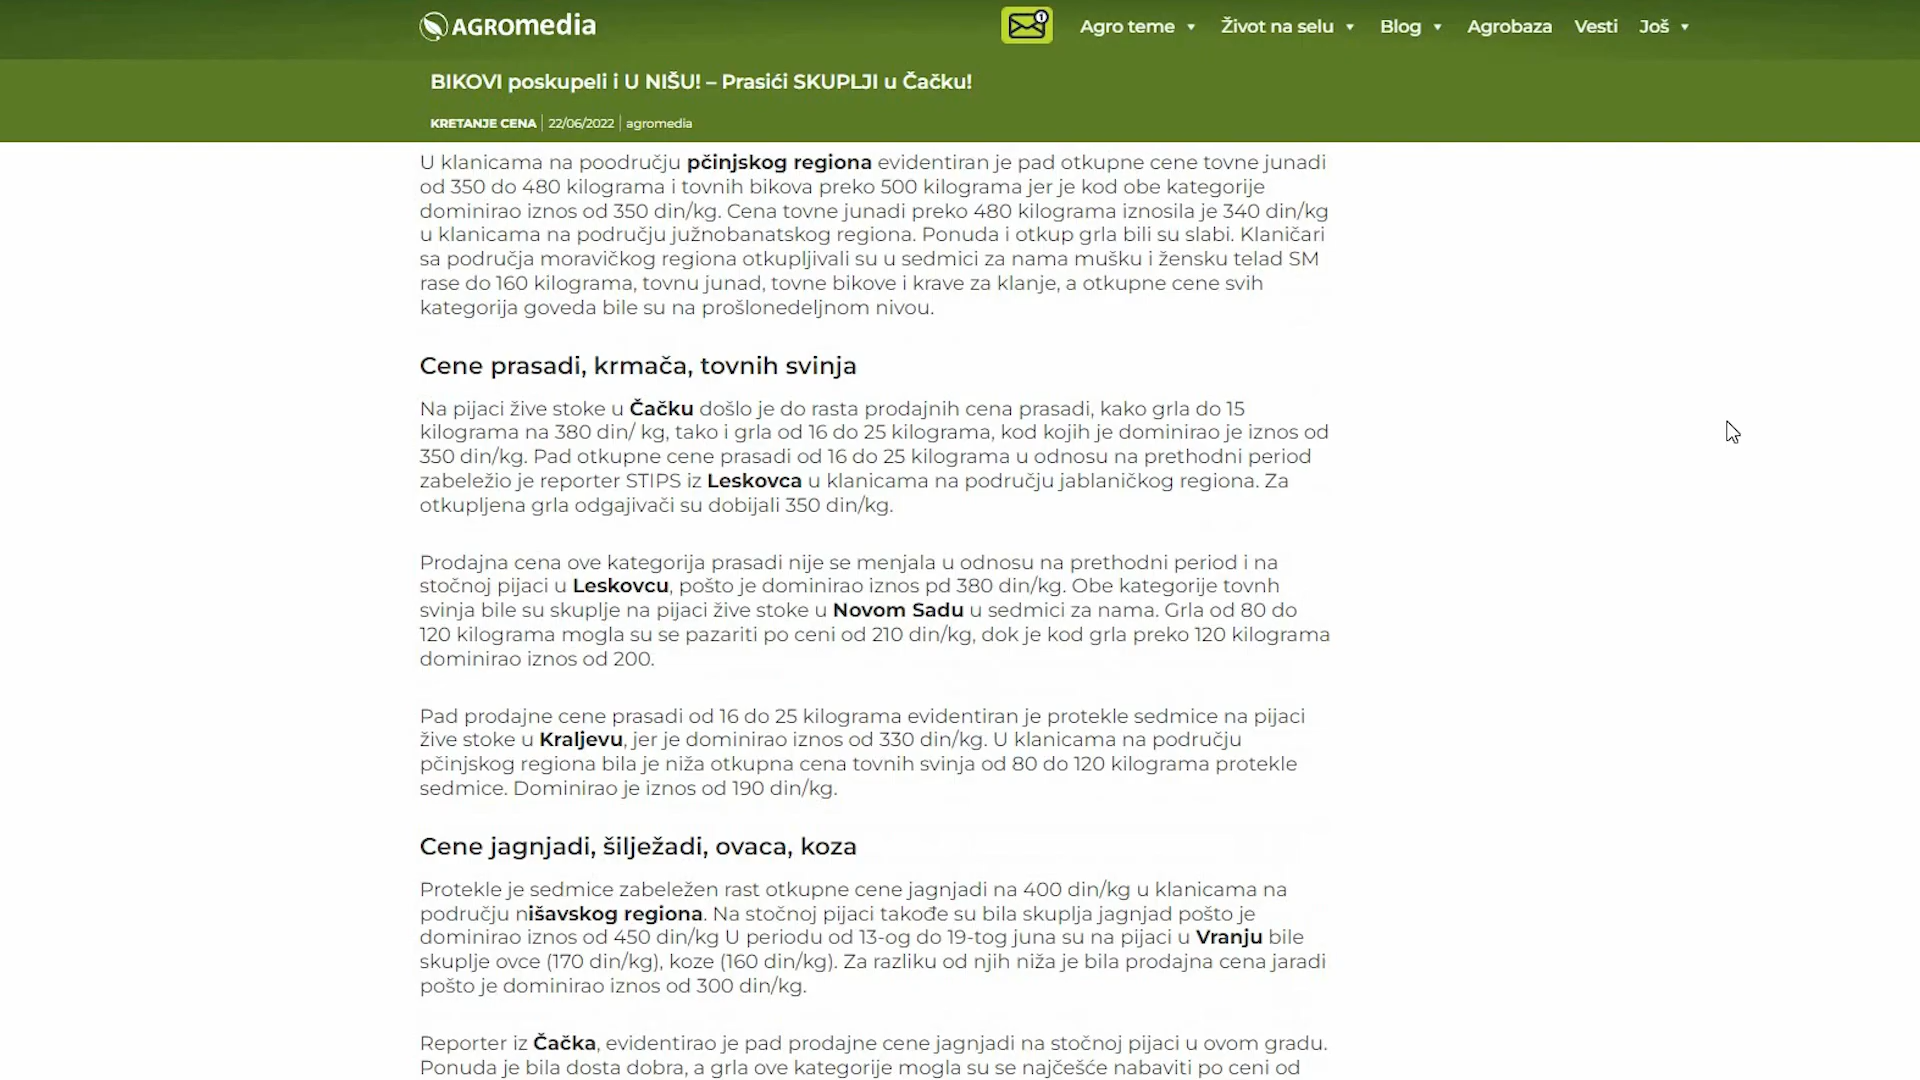 AGROmedia
1
Agro teme
Život na selu
Blog
Agrobaza
Vesti
Još
BIKOVI poskupeli i U NIŠU! – Prasići SKUPLJI u Čačku!
KRETANJE CENA | 22/06/2022 | agromedia
U klanicama na poodručju pčinjskog regiona evidentiran je pad otkupne cene tovne junadi
od 350 do 480 kilograma i tovnih bikova preko 500 kilograma jer je kod obe kategorije
dominirao iznos od 350 din/kg. Cena tovne junadi preko 480 kilograma iznosila je 340 din/kg
u klanicama na području južnobanatskog regiona. Ponuda i otkup grla bili su slabi. Klaničari
sa područja moravičkog regiona otkupljivali su u sedmici za nama mušku i žensku telad SM
rase do 160 kilograma, tovnu junad, tovne bikove i krave za klanje, a otkupne cene svih
kategorija goveda bile su na prošlonedeljnom nivou.
Cene prasadi, krmača, tovnih svinja
Na pijaci žive stoke u Čačku došlo je do rasta prodajnih cena prasadi, kako grla do 15
kilograma na 380 din/ kg, tako i grla od 16 do 25 kilograma, kod kojih je dominirao je iznos od
350 din/kg. Pad otkupne cene prasadi od 16 do 25 kilograma u odnosu na prethodni period
zabeležio je reporter STIPS iz Leskovca u klanicama na području jablaničkog regiona. Za
otkupljena grla odgajivači su dobijali 350 din/kg.
Prodajna cena ove kategorija prasadi nije se menjala u odnosu na prethodni period i na
stočnoj pijaci u Leskovcu, pošto je dominirao iznos pd 380 din/kg. Obe kategorije tovnh
svinja bile su skuplje na pijaci žive stoke u Novom Sadu u sedmici za nama. Grla od 80 do
120 kilograma mogla su se pazariti po ceni od 210 din/kg, dok je kod grla preko 120 kilograma
dominirao iznos od 200.
Pad prodajne cene prasadi od 16 do 25 kilograma evidentiran je protekle sedmice na pijaci
žive stoke u Kraljevu, jer je dominirao iznos od 330 din/kg. U klanicama na području
pčinjskog regiona bila je niža otkupna cena tovnih svinja od 80 do 120 kilograma protekle
sedmice. Dominirao je iznos od 190 din/kg.
Cene jagnjadi, šilježadi, ovaca, koza
Protekle je sedmice zabeležen rast otkupne cene jagnjadi na 400 din/kg u klanicama na
području nišavskog regiona. Na stočnoj pijaci takođe su bila skuplja jagnjad pošto je
dominirao iznos od 450 din/kg U periodu od 13-og do 19-tog juna su na pijaci u Vranju bile
skuplje ovce (170 din/kg), koze (160 din/kg). Za razliku od njih niža je bila prodajna cena jaradi
pošto je dominirao iznos od 300 din/kg.
Reporter iz Čačka, evidentirao je pad prodajne cene jagnjadi na stočnoj pijaci u ovom gradu.
Ponuda je bila dosta dobra, a grla ove kategorije mogla su se najčešće nabaviti po ceni od